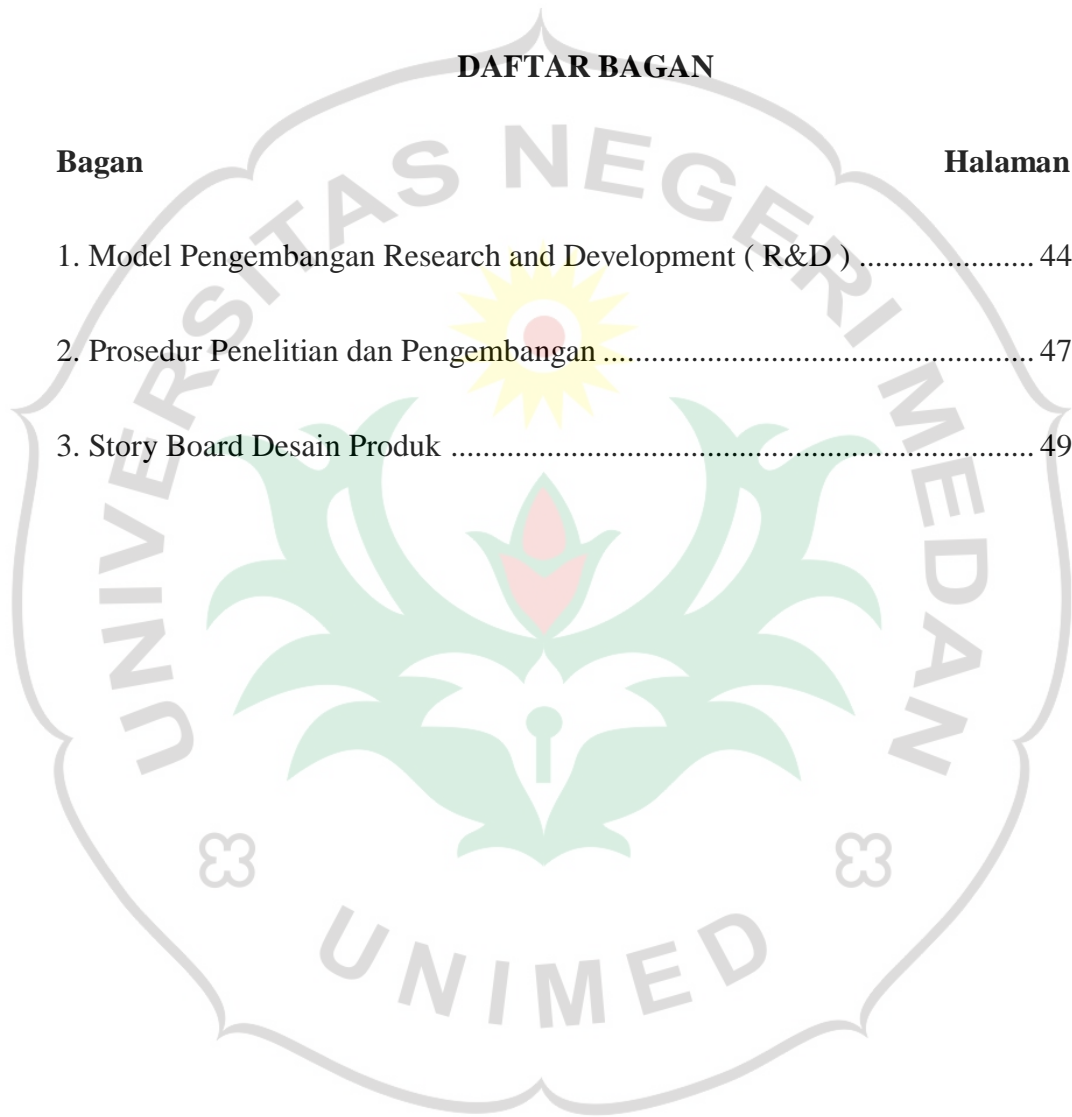 DAFTAR BAGAN
Bagan Halaman
1. Model Pengembangan Research and Development ( R&D ) ...................... 44
2. Prosedur Penelitian dan Pengembangan ................................................. 47
3. Story Board Desain Produk .................................................................. 49
UNIVERSITAS NEGERI MEDAN
UNIMED